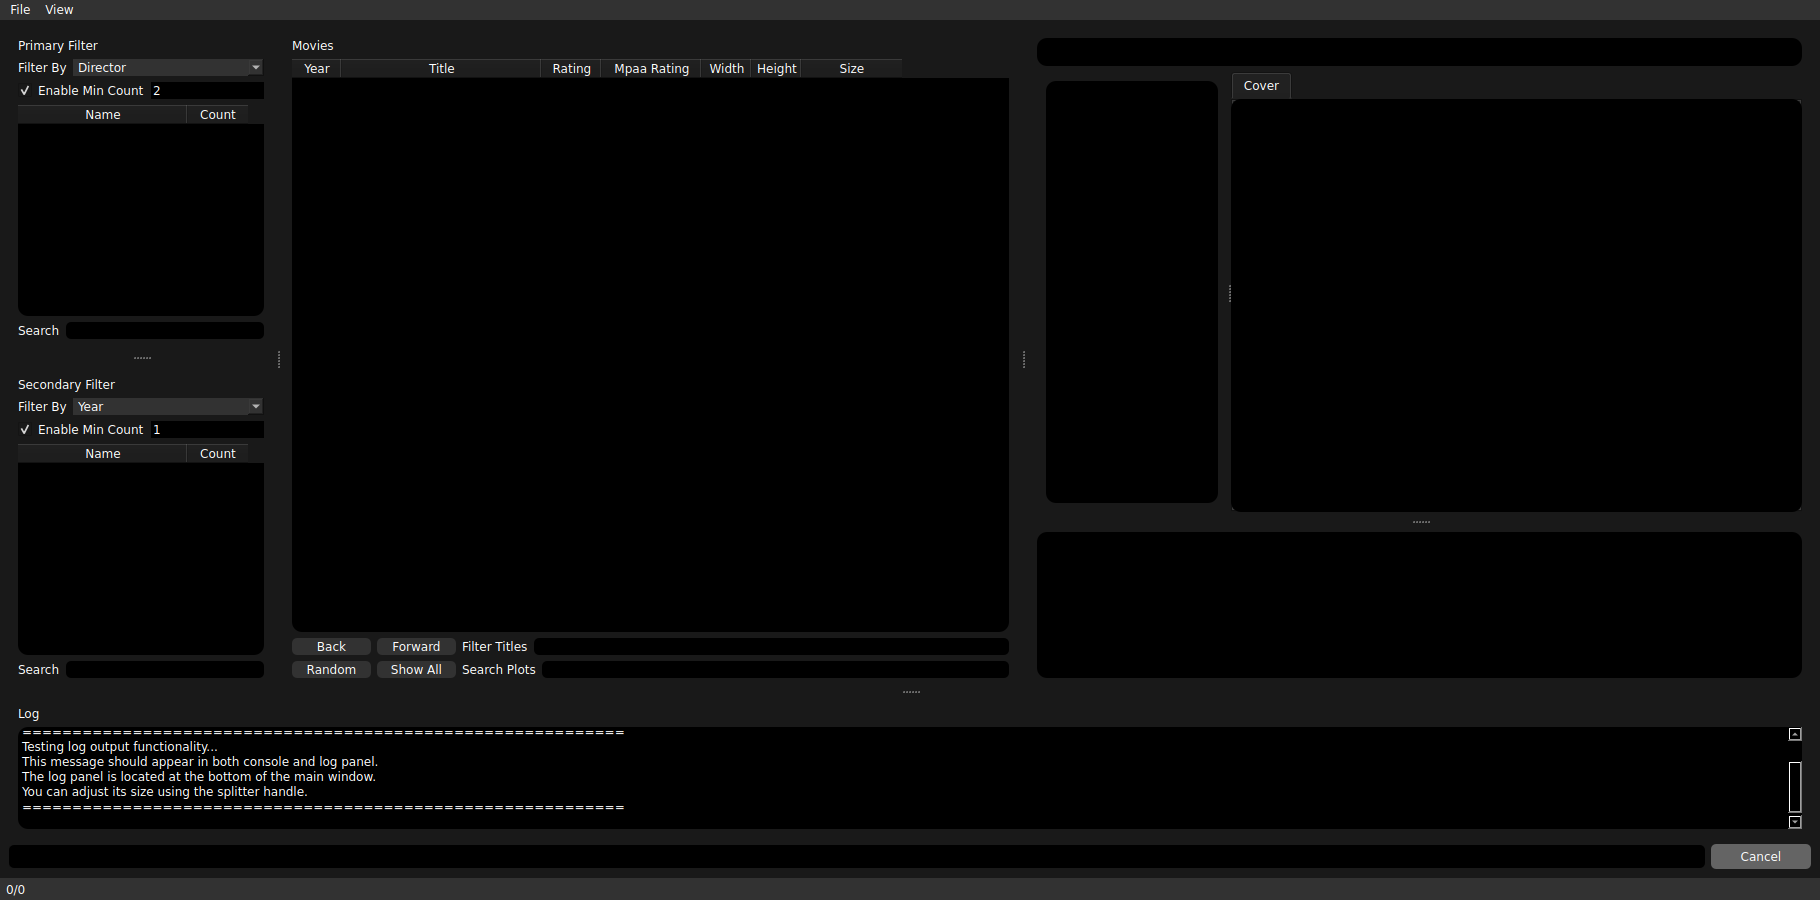 File View
Primary Filter
Filter By Director
Enable Min Count 2
Name Count
Search
Secondary Filter
Filter By Year
Enable Min Count 1
Name Count
Search
Movies
Year Title Rating Mpaa Rating Width Height Size
Back Forward Filter Titles
Random Show All Search Plots
Cover
Log
============================================================
Testing log output functionality...
This message should appear in both console and log panel.
The log panel is located at the bottom of the main window.
You can adjust its size using the splitter handle.
============================================================
Cancel
0/0